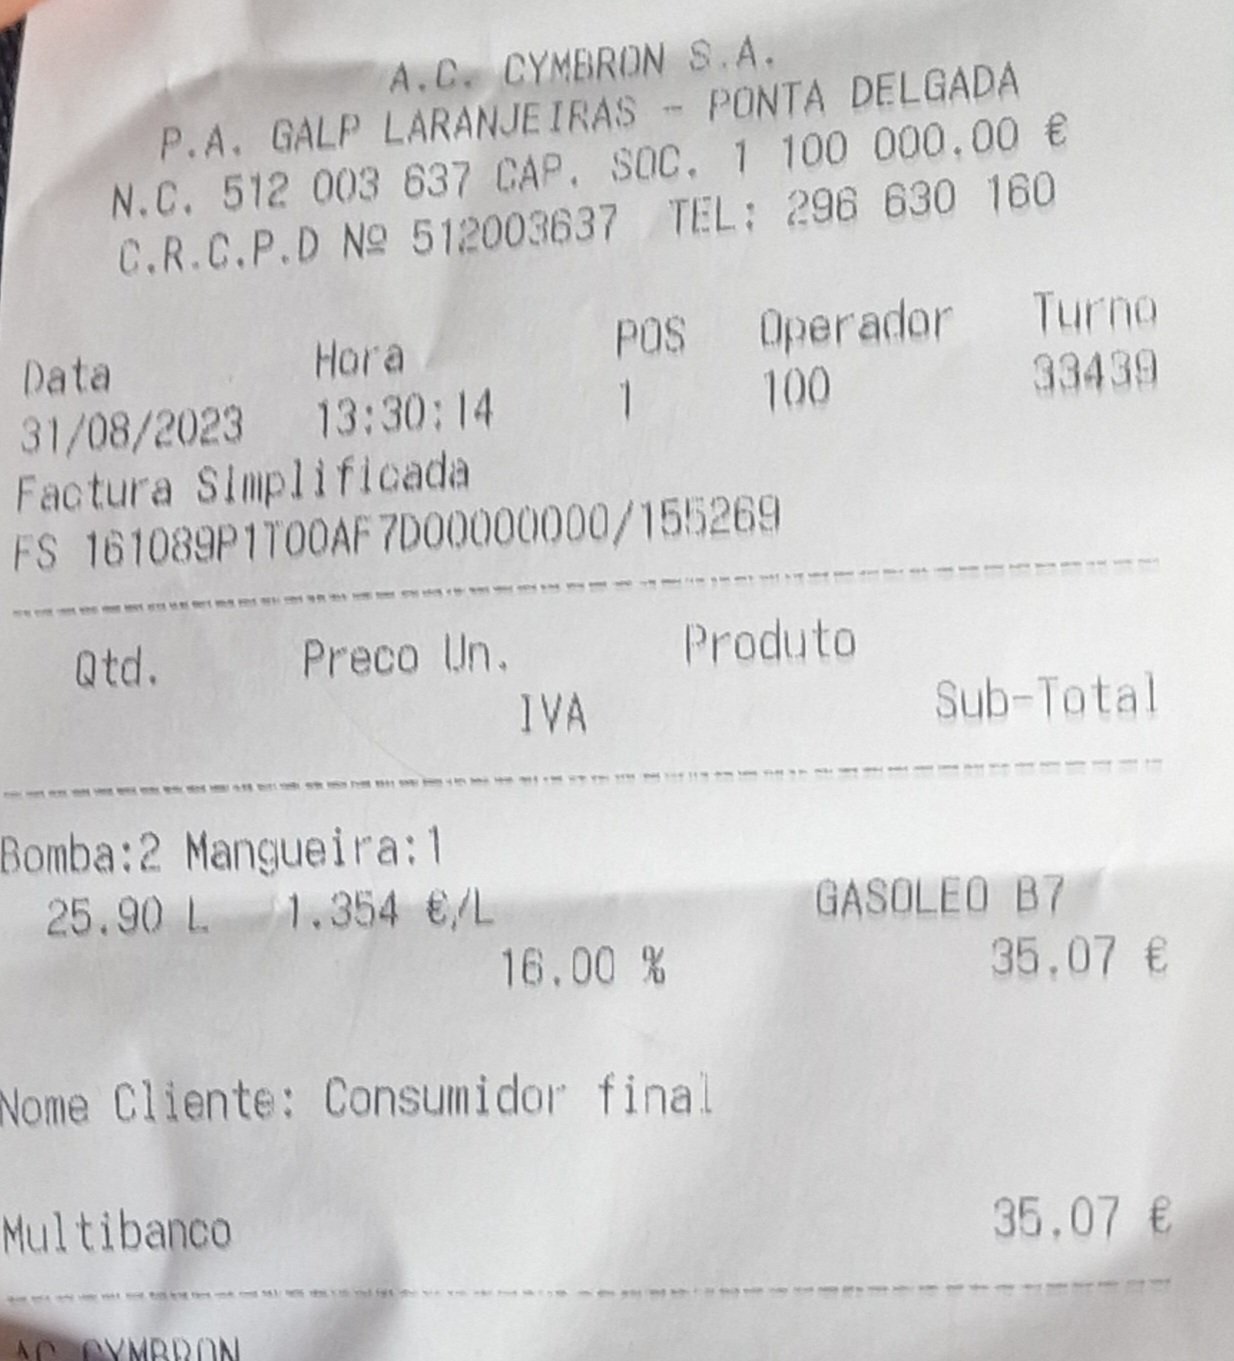 A.C. CYMBRON S.A.
P.A. GALP LARANJEIRAS - PONTA DELGADA
N.C. 512 003 637 CAP. SOC. 1 100 000.00 €
C.R.C.P.D Nº 512003637 TEL: 296 630 160
Data Hora POS Operador Turno
31/08/2023 13:30:14 1 100 33439
Factura Simplificada
FS 161089P1T00AF7D00000000/155269
Qtd. Preco Un. Produto
IVA Sub-Total
Bomba:2 Mangueira:1
25.90 L 1.354 €/L GASOLEO B7
16.00 % 35.07 €
Nome Cliente: Consumidor final
Multibanco 35.07 €
AC CYMBRON